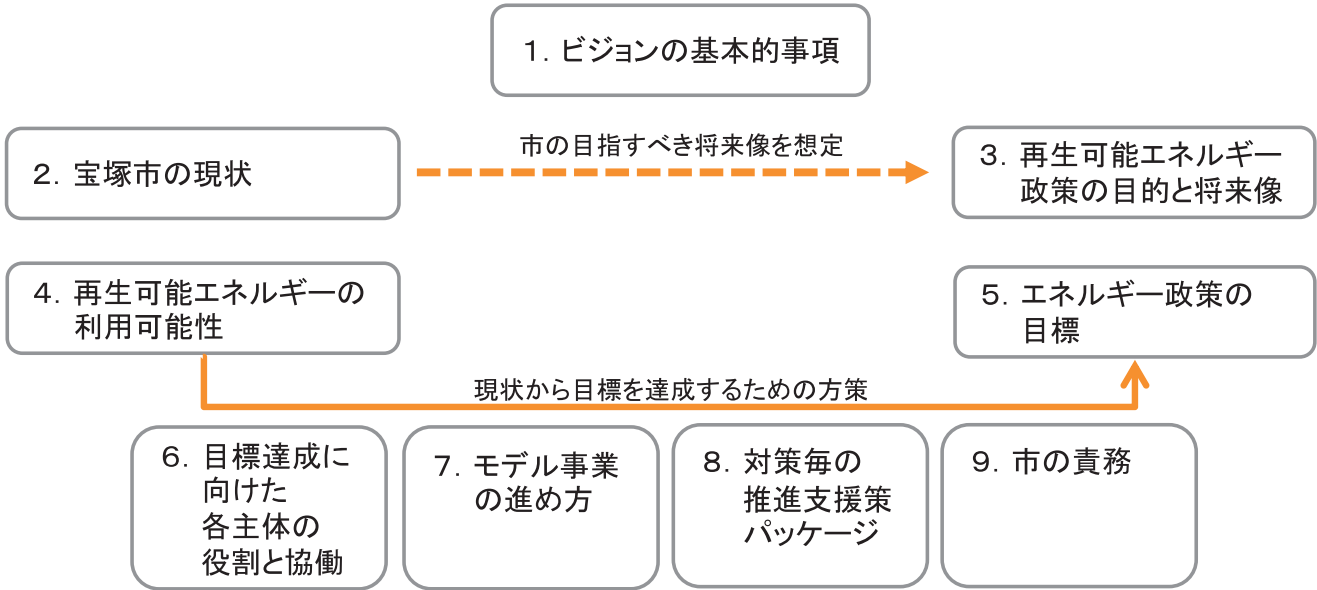 1．ビジョンの基本的事項
2．宝塚市の現状
市の目指すべき将来像を想定
3．再生可能エネルギー
政策の目的と将来像
4．再生可能エネルギーの
利用可能性
5．エネルギー政策の
目標
現状から目標を達成するための方策
6．目標達成に
向けた
各主体の
役割と協働
7．モデル事業
の進め方
8．対策毎の
推進支援策
パッケージ
9．市の責務